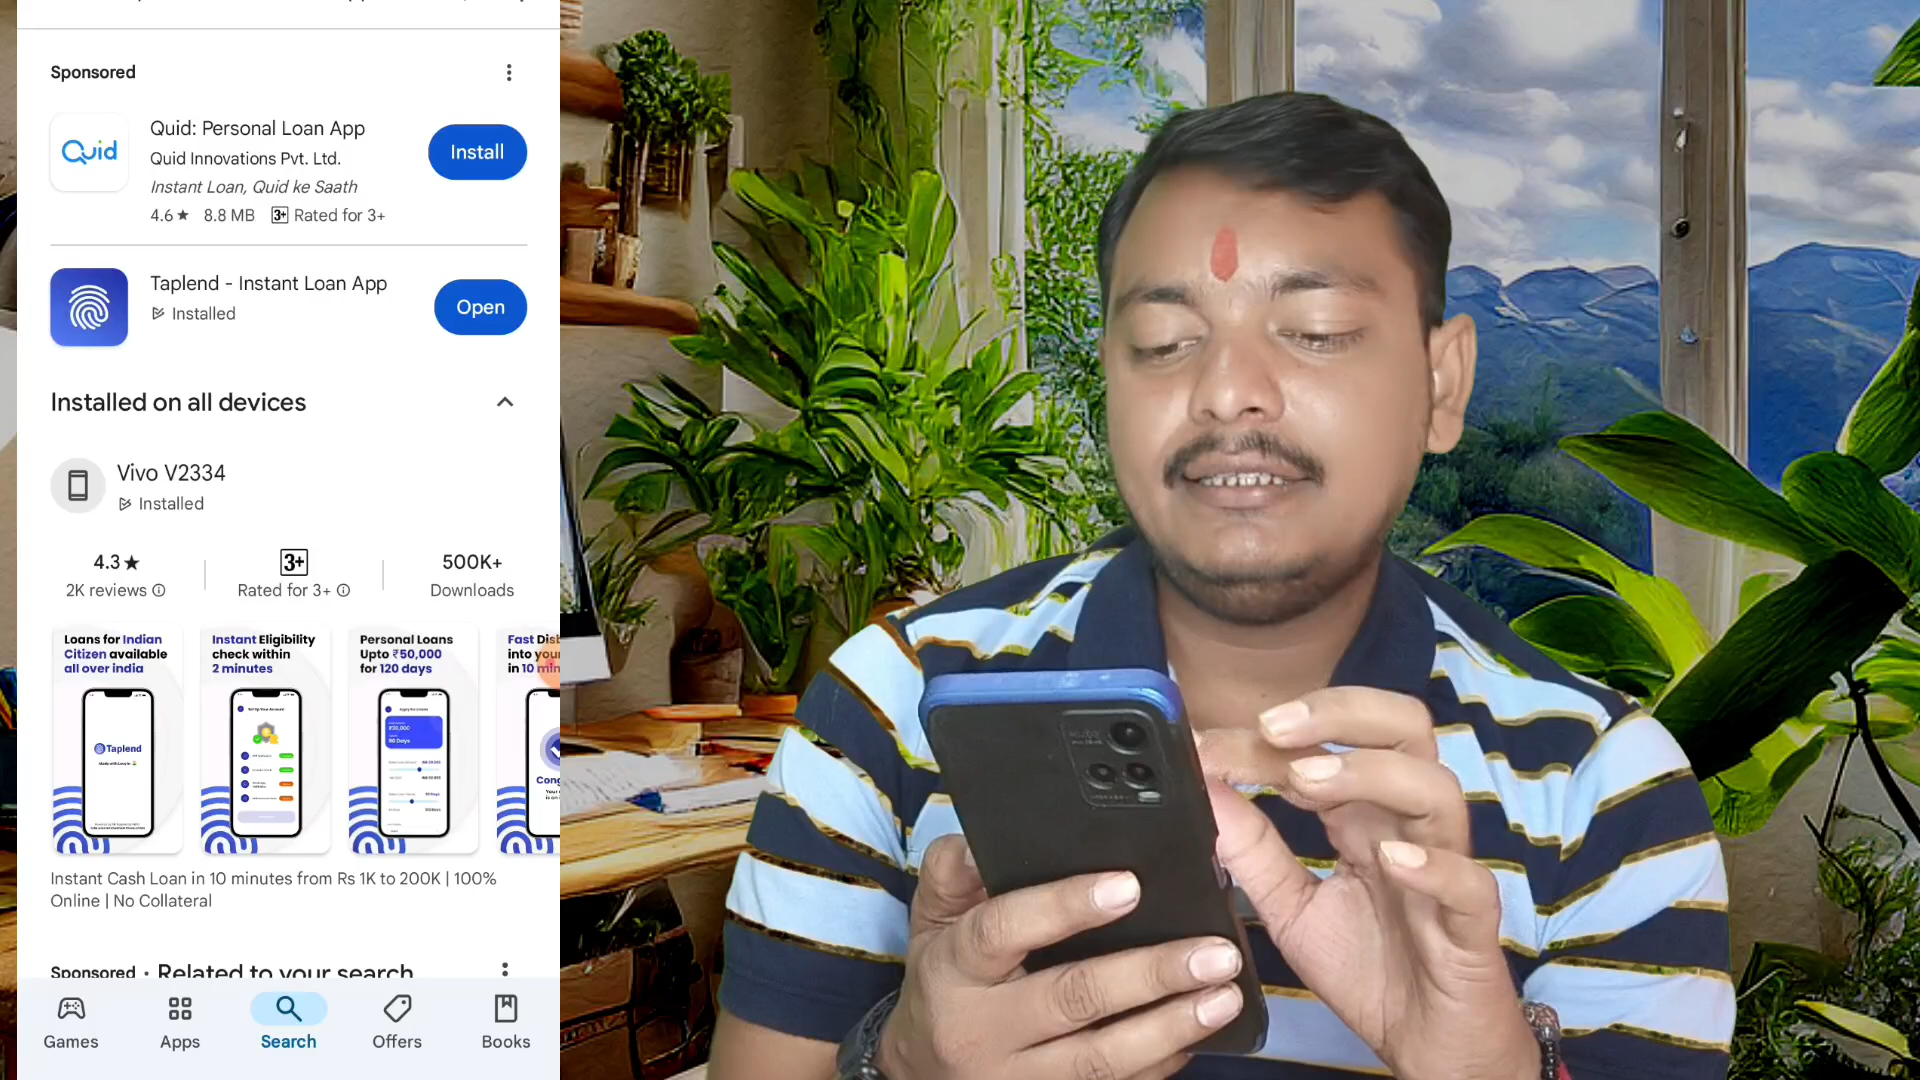 Sponsored
Quid
Quid: Personal Loan App
Quid Innovations Pvt. Ltd.
Instant Loan, Quid ke Saath
4.6★ 8.8 MB 3+ Rated for 3+
Install
Taplend - Instant Loan App
Installed
Open
Installed on all devices
Vivo V2334
Installed
4.3★
2K reviews
3+
Rated for 3+
500K+
Downloads
Loans for Indian
Citizen available
all over india
Taplend
Instant Eligibility
check within
2 minutes
Personal Loans
Upto ₹50,000
for 120 days
Fast
into
in 10
Instant Cash Loan in 10 minutes from Rs 1K to 200K | 100%
Online | No Collateral
Sponsored · Related to your search
Games
Apps
Search
Offers
Books